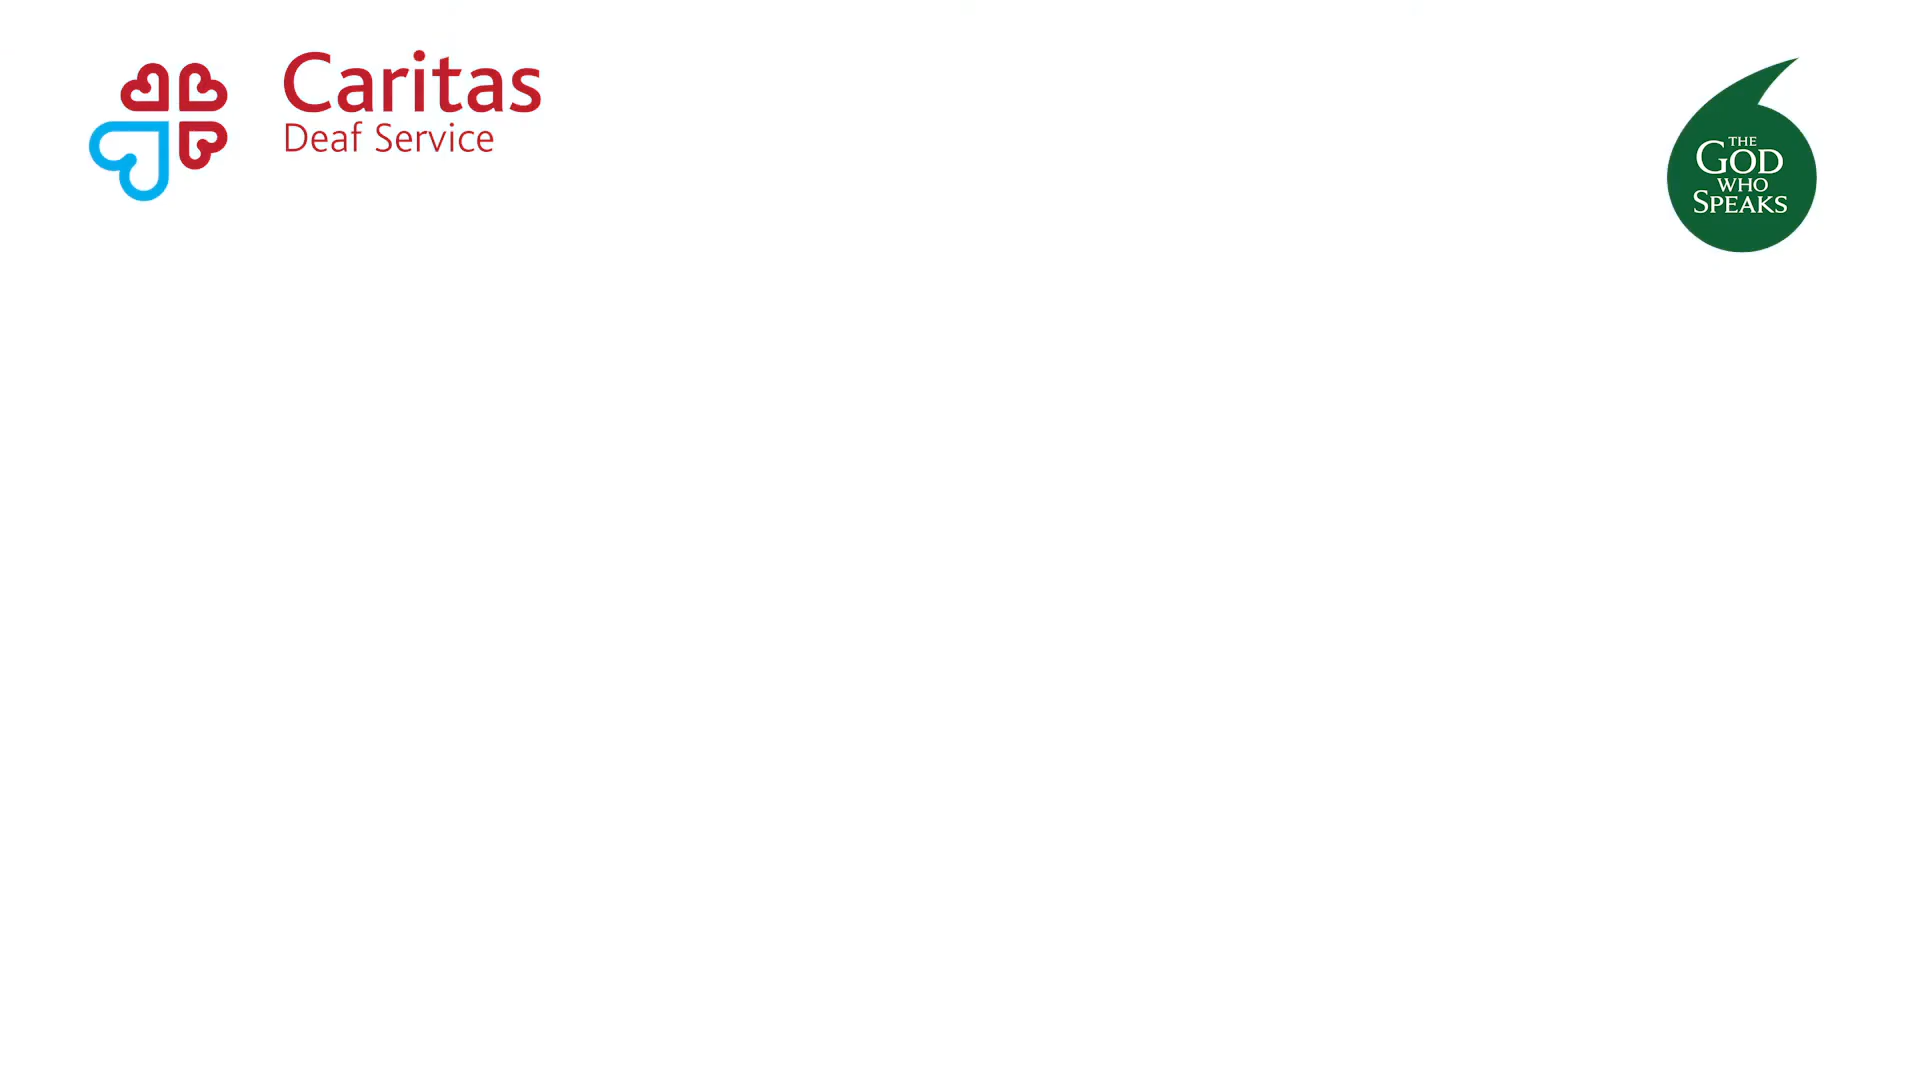 Caritas
Deaf Service
THE
GOD
WHO
SPEAKS